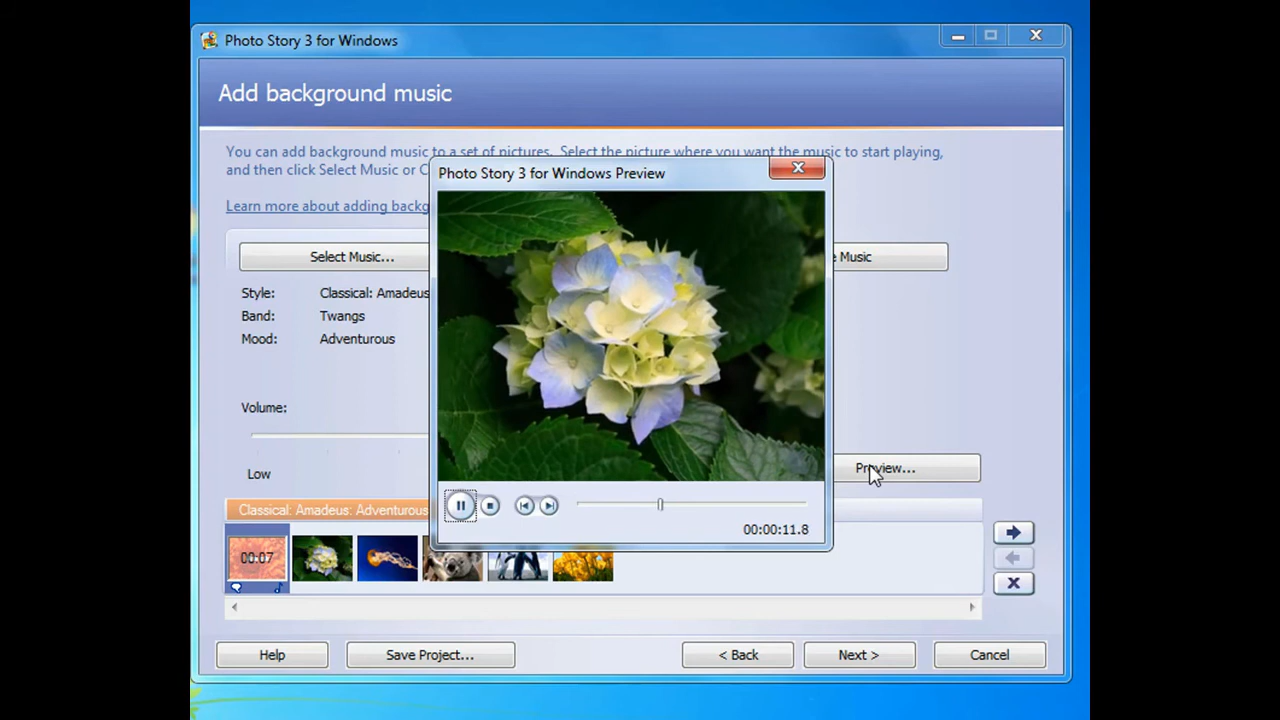 Photo Story 3 for Windows
Add background music
You can add background music to a set of pictures. Select the picture where you want the music to start playing,
and then click Select Music or C
Learn more about adding backg
Photo Story 3 for Windows Preview
Select Music...
Music
Style: Classical: Amadeus
Band: Twangs
Mood: Adventurous
Volume:
Low
Preview...
Classical: Amadeus: Adventurous
00:00:11.8
00:07
Help
Save Project...
< Back
Next >
Cancel